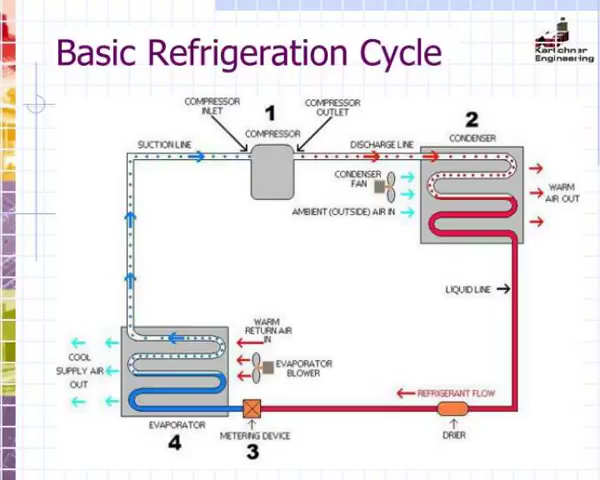 Basic Refrigeration Cycle
Kartchner
Engineering
COMPRESSOR
INLET
1
COMPRESSOR
OUTLET
COMPRESSOR
SUCTION LINE
DISCHARGE LINE
2
CONDENSER
CONDENSER
FAN
WARM
AIR OUT
AMBIENT (OUTSIDE) AIR IN
LIQUID LINE
WARM
RETURN AIR
IN
COOL
SUPPLY AIR
OUT
EVAPORATOR
BLOWER
REFRIGERANT FLOW
EVAPORATOR
4
METERING DEVICE
3
DRIER